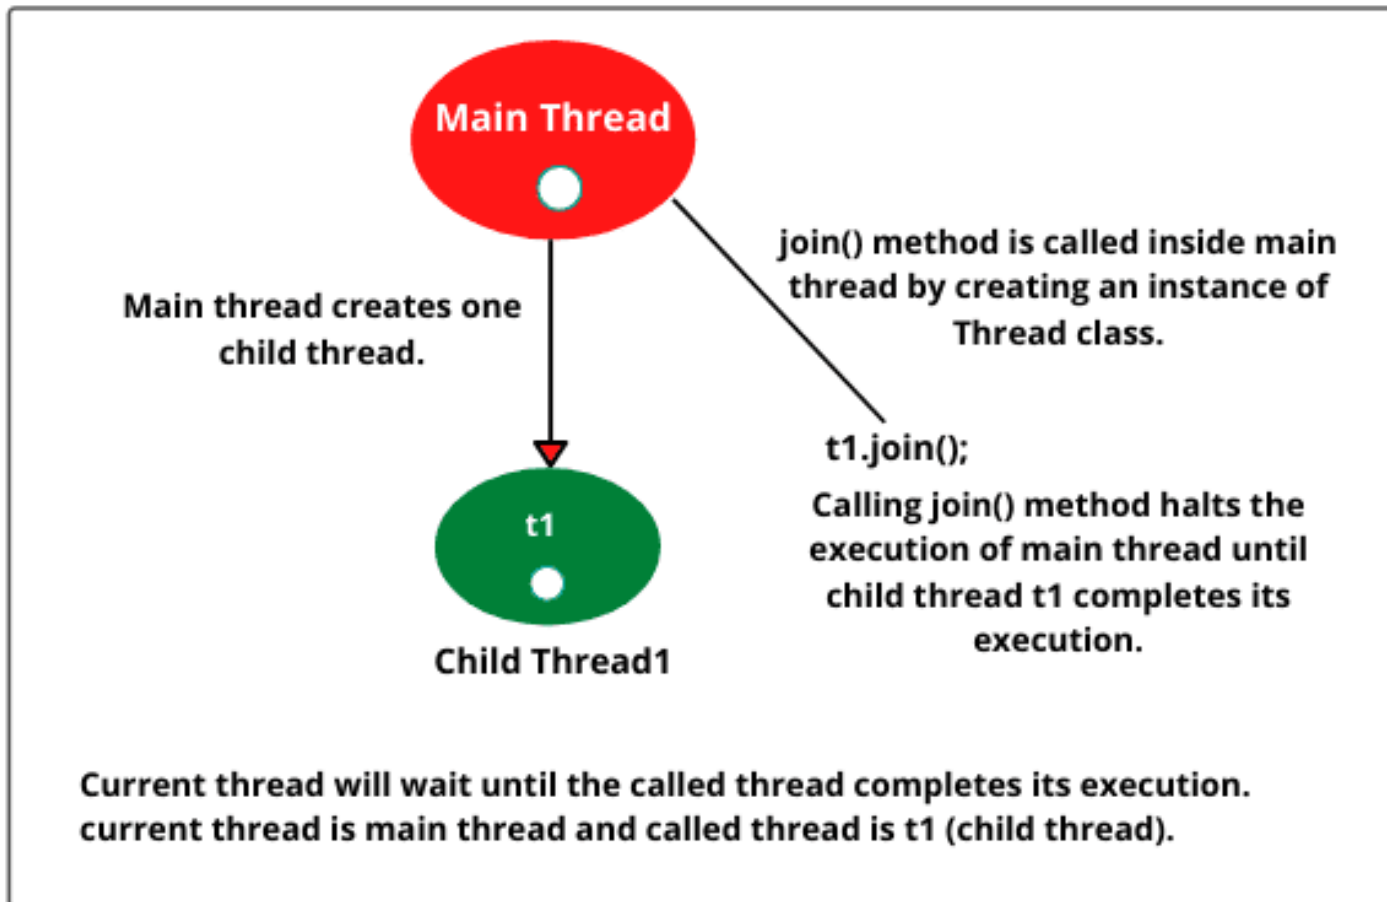 Main Thread
Main thread creates one
child thread.
join() method is called inside main
thread by creating an instance of
Thread class.
t1.join();
Calling join() method halts the
execution of main thread until
child thread t1 completes its
execution.
t1
Child Thread1
Current thread will wait until the called thread completes its execution.
current thread is main thread and called thread is t1 (child thread).